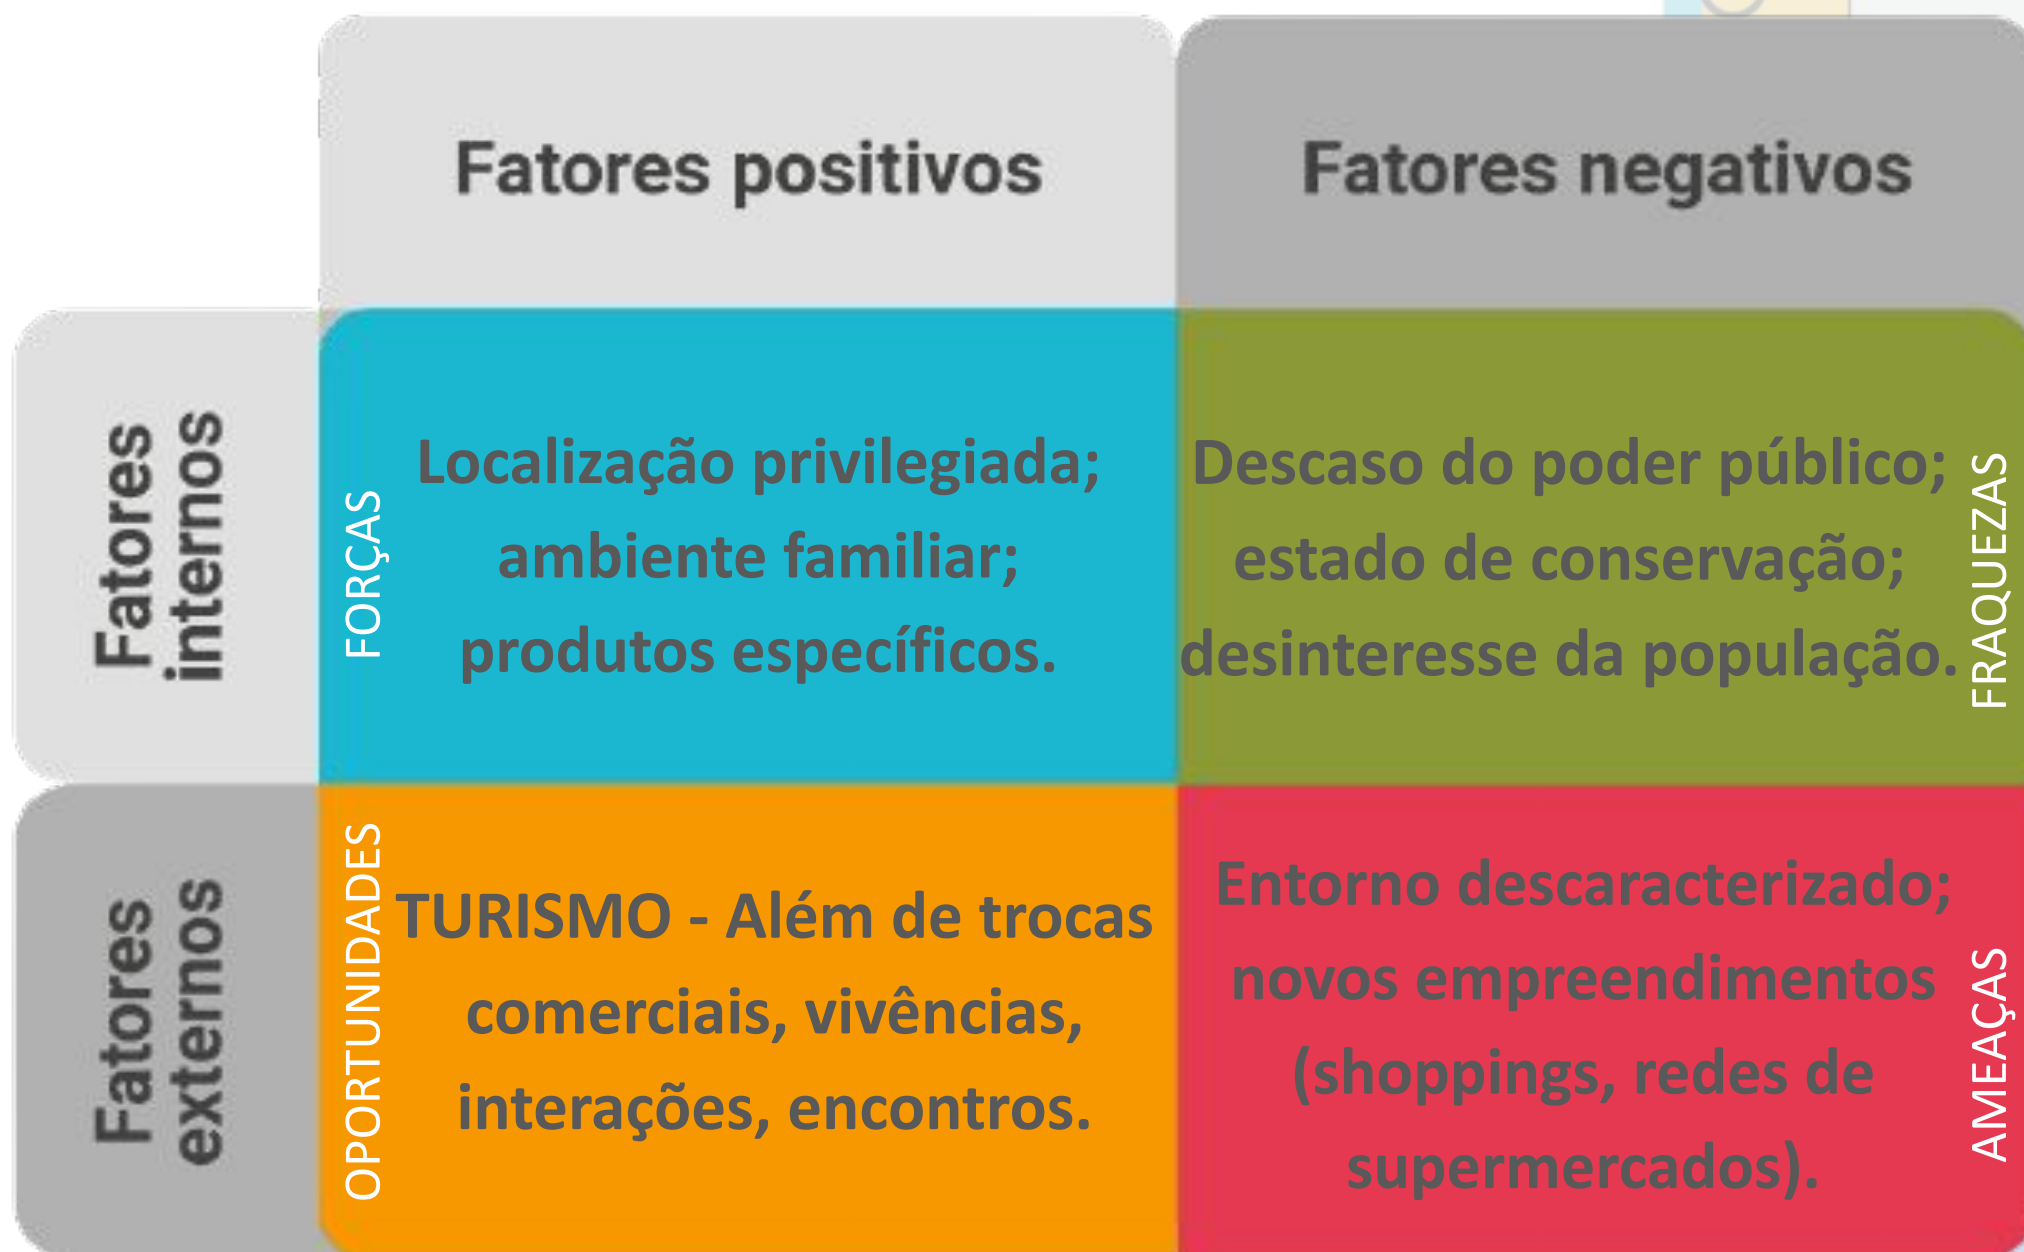 Fatores positivos
Fatores negativos
Fatores
internos
FORÇAS
Localização privilegiada;
ambiente familiar;
produtos específicos.
Descaso do poder público;
estado de conservação;
desinteresse da população.
FRAQUEZAS
Fatores
externos
OPORTUNIDADES
TURISMO - Além de trocas
comerciais, vivências,
interações, encontros.
Entorno descaracterizado;
novos empreendimentos
(shoppings, redes de
supermercados).
AMEAÇAS